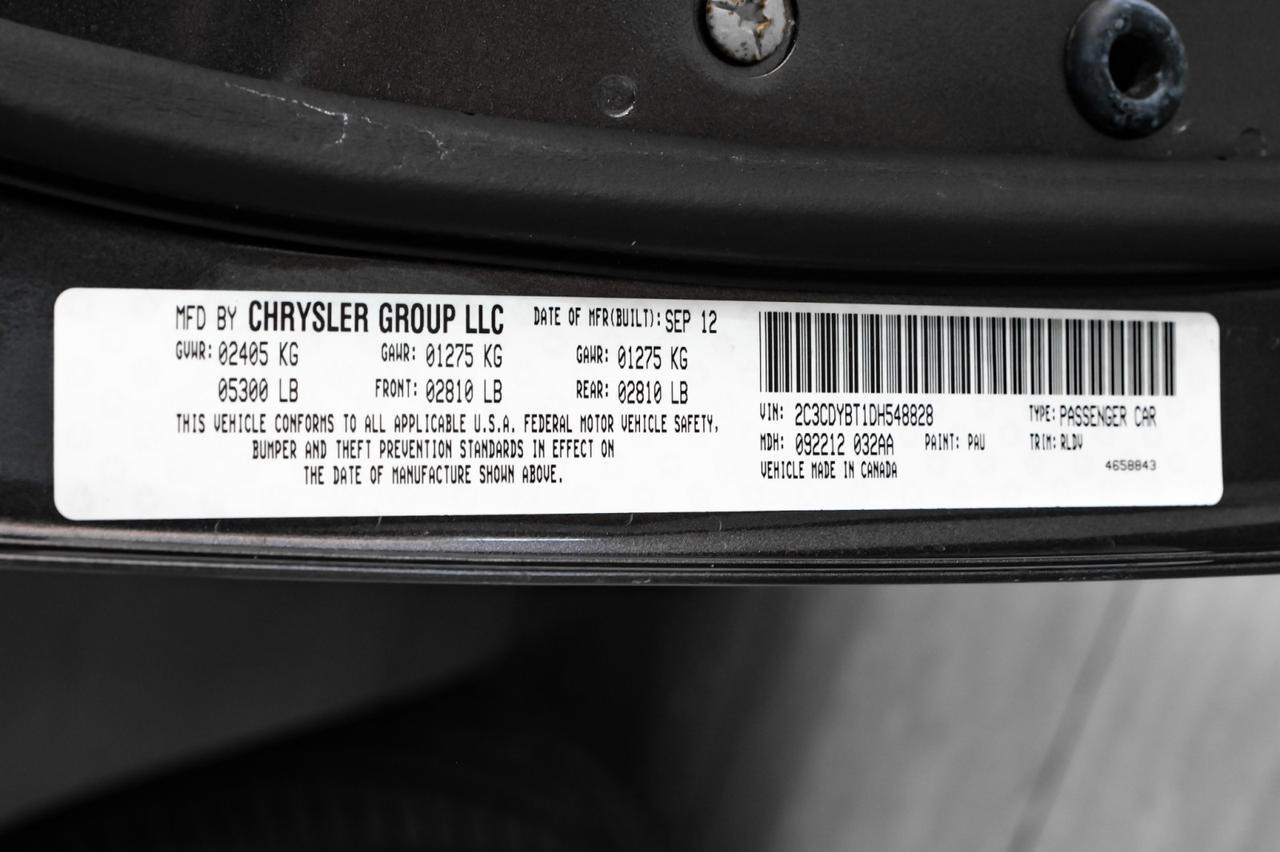 MFD BY CHRYSLER GROUP LLC DATE OF MFR(BUILT): SEP 12
GVWR: 02405 KG GAWR: 01275 KG GAWR: 01275 KG
05300 LB FRONT: 02810 LB REAR: 02810 LB
THIS VEHICLE CONFORMS TO ALL APPLICABLE U.S.A. FEDERAL MOTOR VEHICLE SAFETY,
BUMPER AND THEFT PREVENTION STANDARDS IN EFFECT ON
THE DATE OF MANUFACTURE SHOWN ABOVE.
VIN: 2C3CDYBT1DH548828 TYPE: PASSENGER CAR
MDH: 092212 032AA PAINT: PAU TRIM: RLDV
VEHICLE MADE IN CANADA 4658843